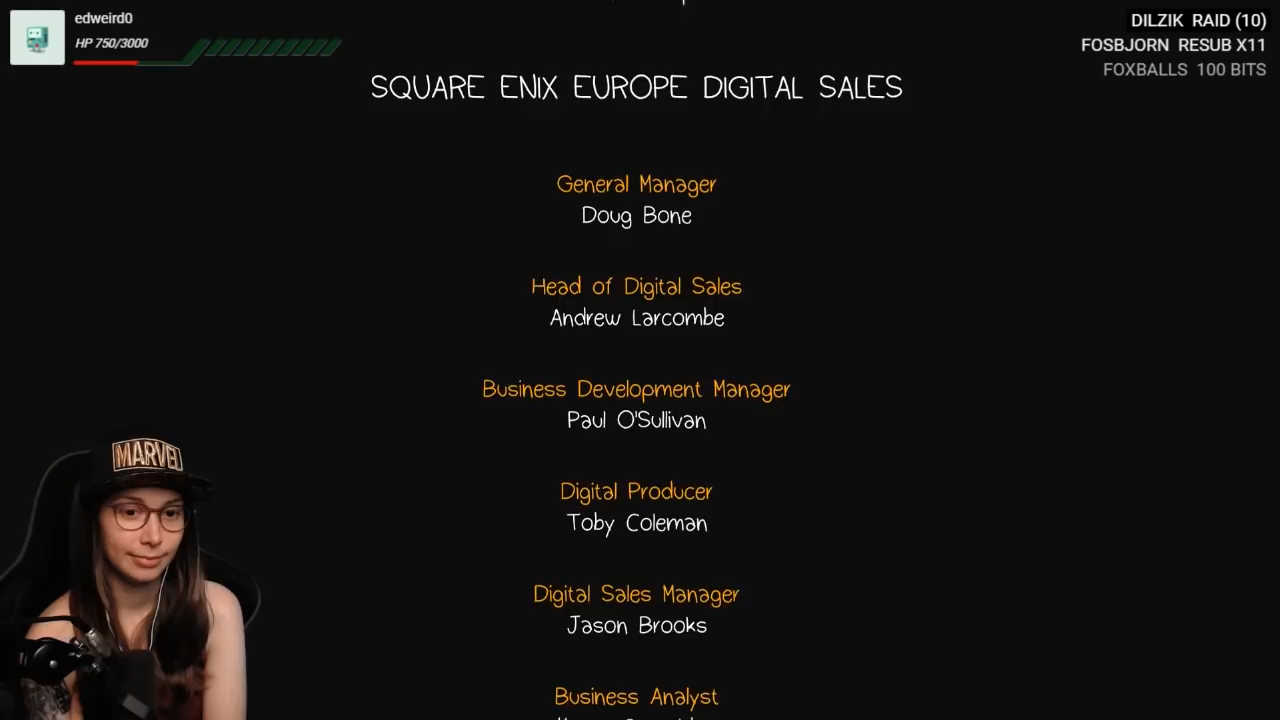 edweird0
HP 750/3000
DILZIK RAID (10)
FOSBJORN RESUB X11
FOXBALLS 100 BITS
SQUARE ENIX EUROPE DIGITAL SALES
General Manager
Doug Bone
Head of Digital Sales
Andrew Larcombe
Business Development Manager
Paul O'Sullivan
Digital Producer
Toby Coleman
Digital Sales Manager
Jason Brooks
Business Analyst
MARVEL